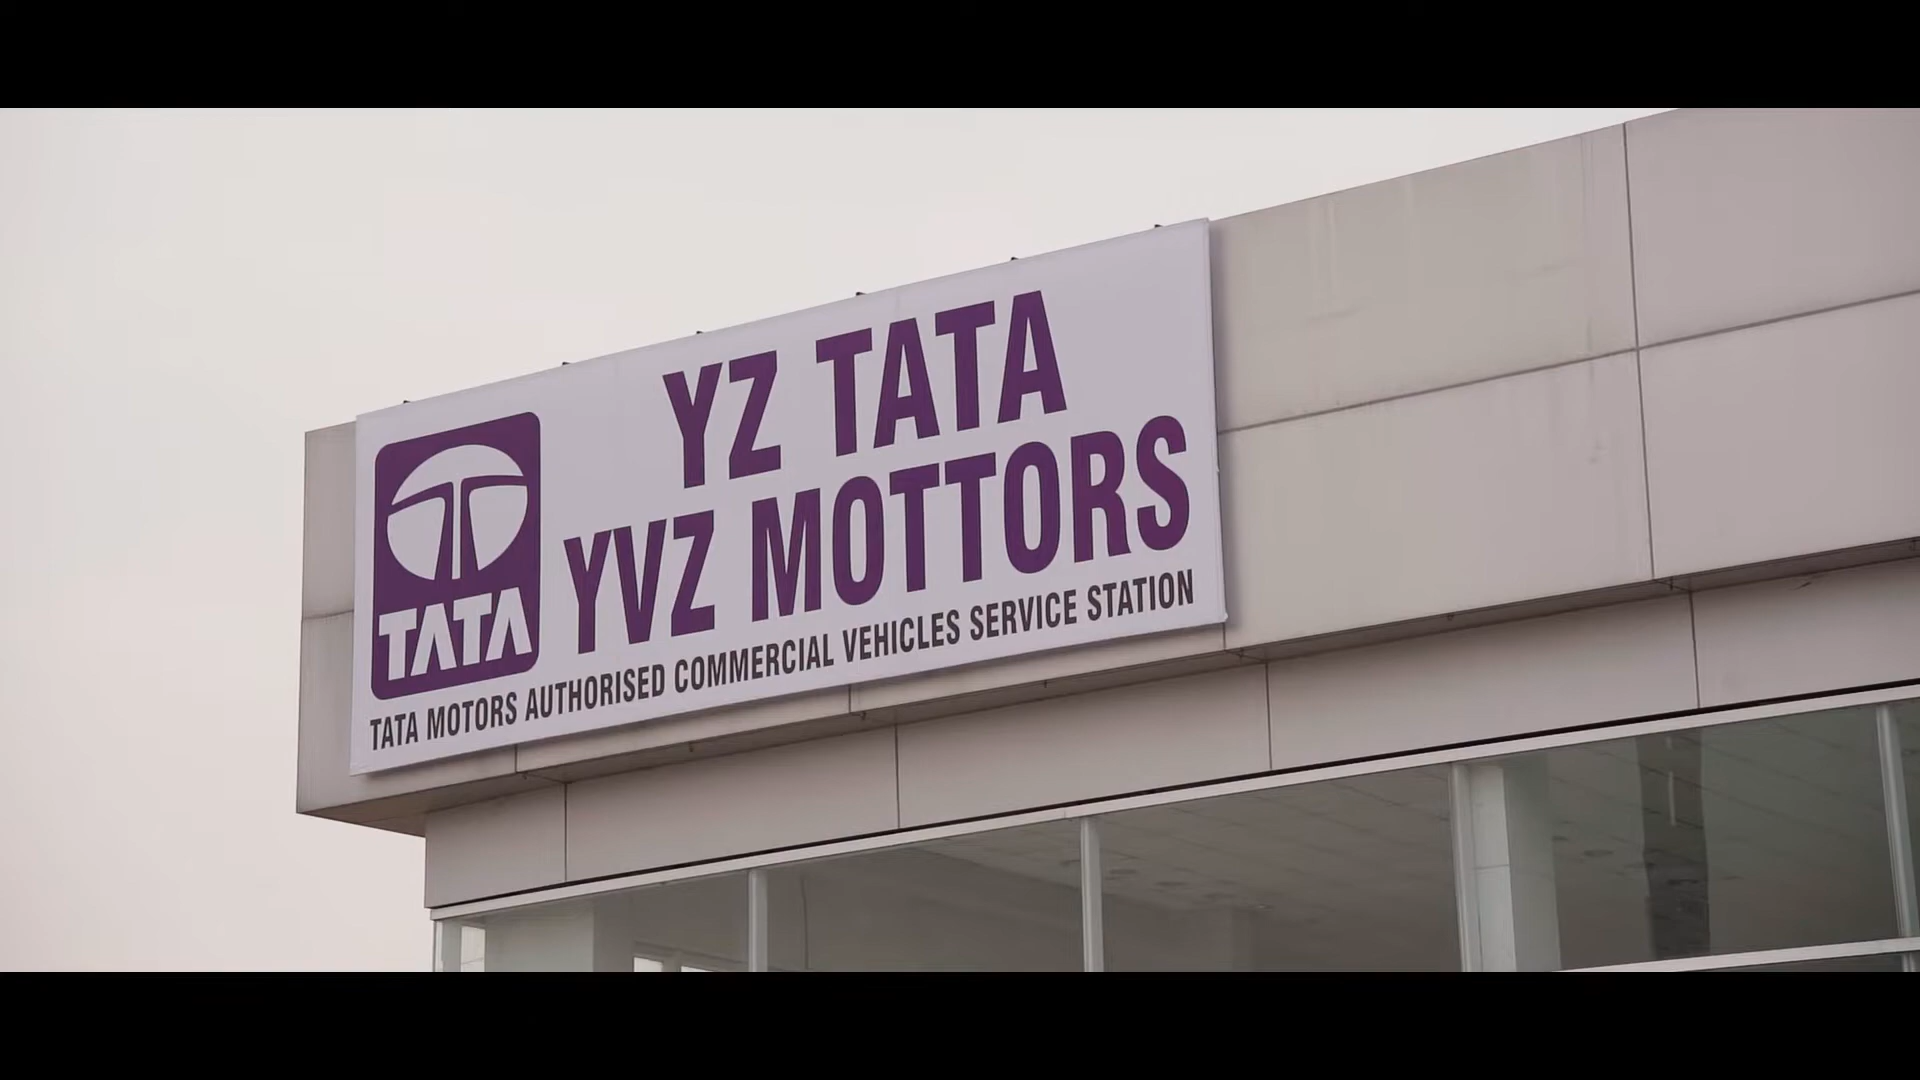 YZ TATA
YVZ MOTTORS
TATA
TATA MOTORS AUTHORISED COMMERCIAL VEHICLES SERVICE STATION